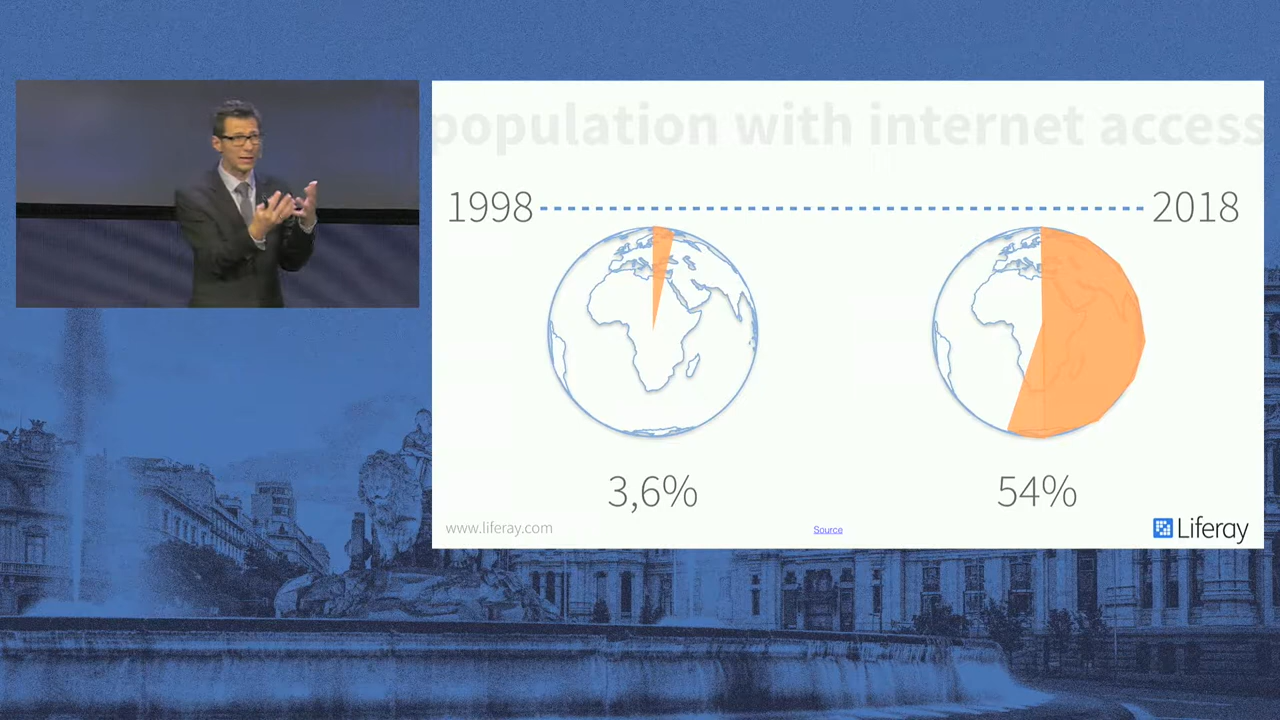 population with internet access
1998
2018
3,6%
54%
www.liferay.com
Source
Liferay